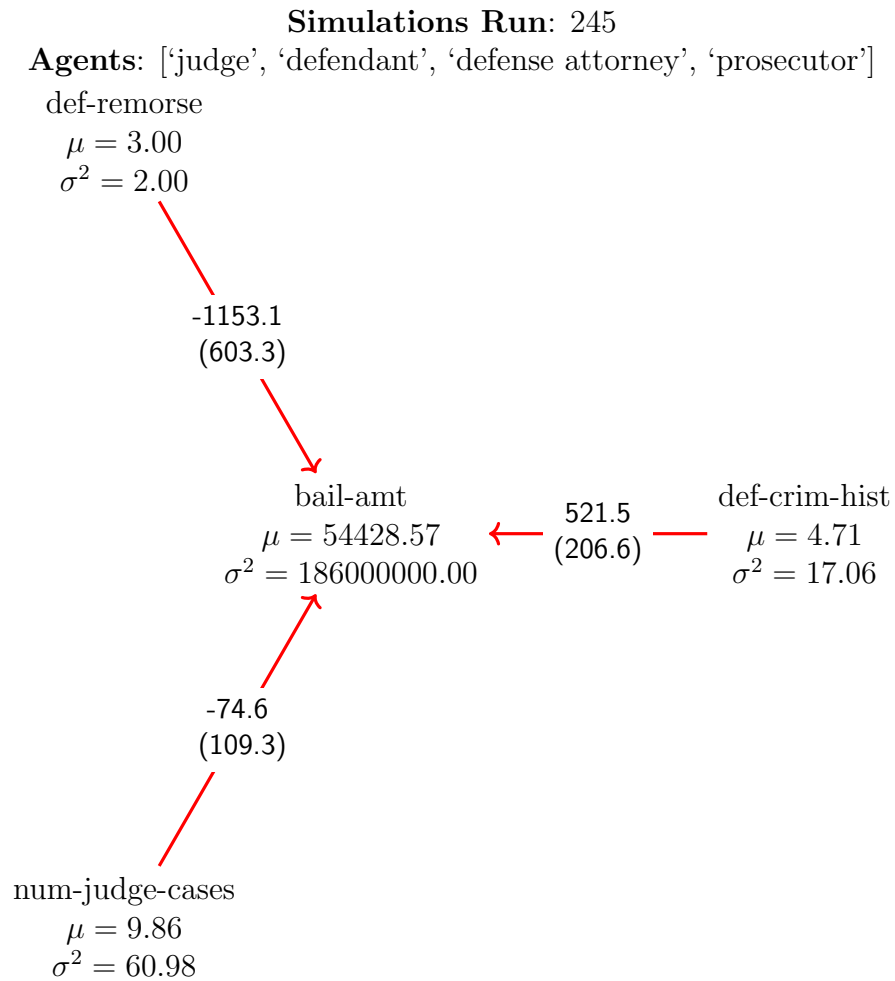 Simulations Run: 245
Agents: [‘judge’, ‘defendant’, ‘defense attorney’, ‘prosecutor’]
def-remorse
μ = 3.00
σ² = 2.00
-1153.1
(603.3)
bail-amt
μ = 54428.57
σ² = 186000000.00
521.5
(206.6)
def-crim-hist
μ = 4.71
σ² = 17.06
-74.6
(109.3)
num-judge-cases
μ = 9.86
σ² = 60.98